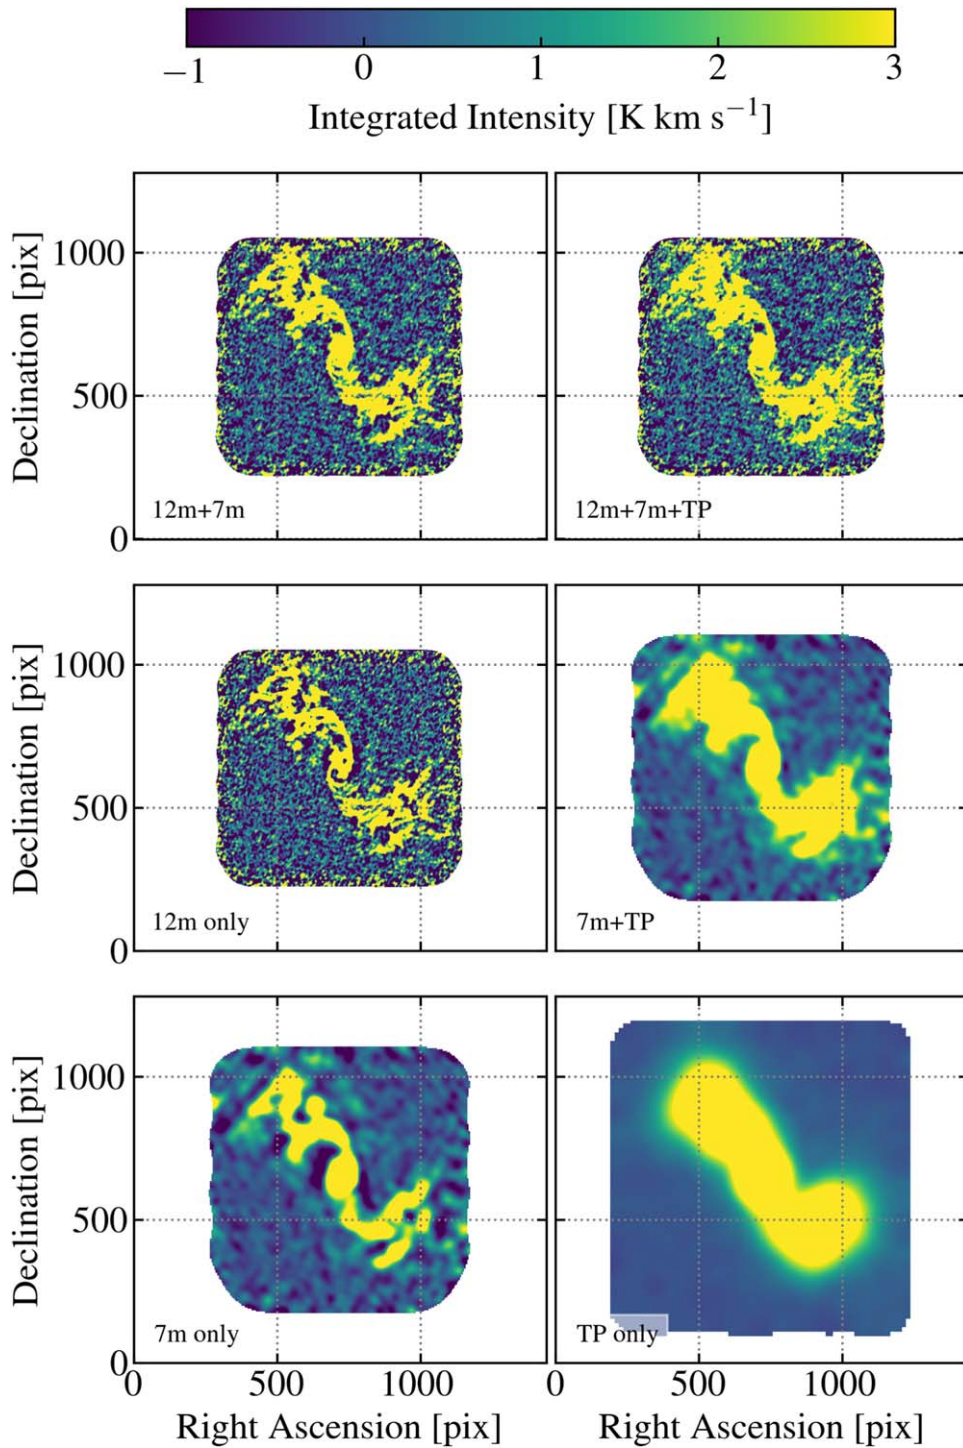 −1 0 1 2 3
Integrated Intensity [K km s⁻¹]
Declination [pix]
1000
500
0
12m+7m
12m+7m+TP
Declination [pix]
1000
500
0
12m only
7m+TP
Declination [pix]
1000
500
0
7m only
TP only
0 500 1000 0 500 1000
Right Ascension [pix] Right Ascension [pix]